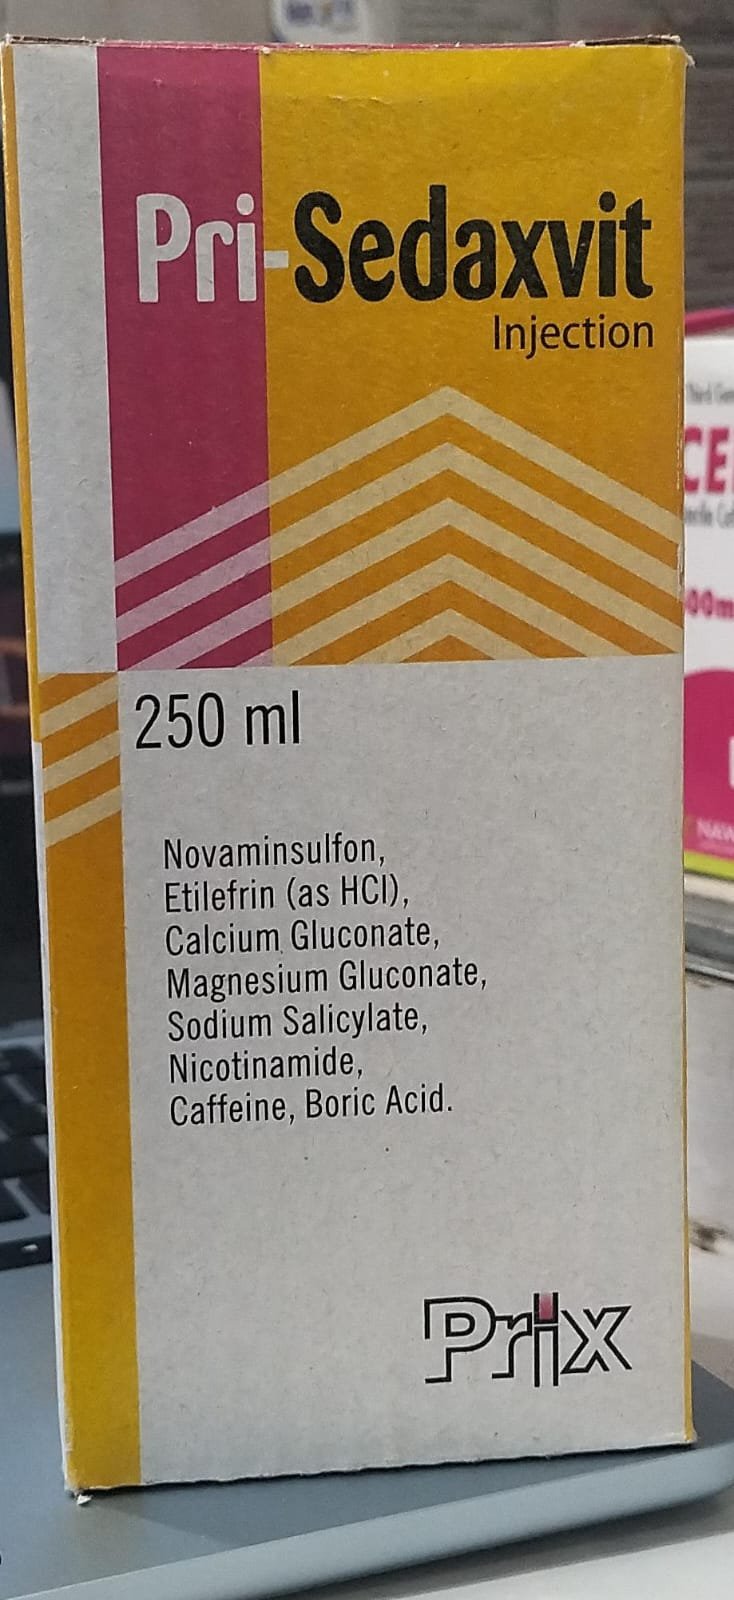 Pri-Sedaxvit
Injection
250 ml
Novaminsulfon,
Etilefrin (as HCl),
Calcium Gluconate,
Magnesium Gluconate,
Sodium Salicylate,
Nicotinamide,
Caffeine, Boric Acid.
Prix